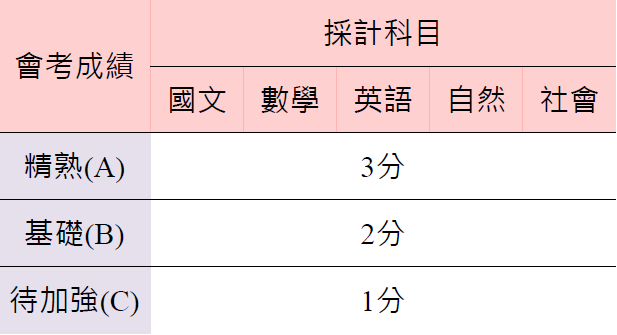 會考成績
採計科目
國文 數學 英語 自然 社會
精熟(A) 3分
基礎(B) 2分
待加強(C) 1分